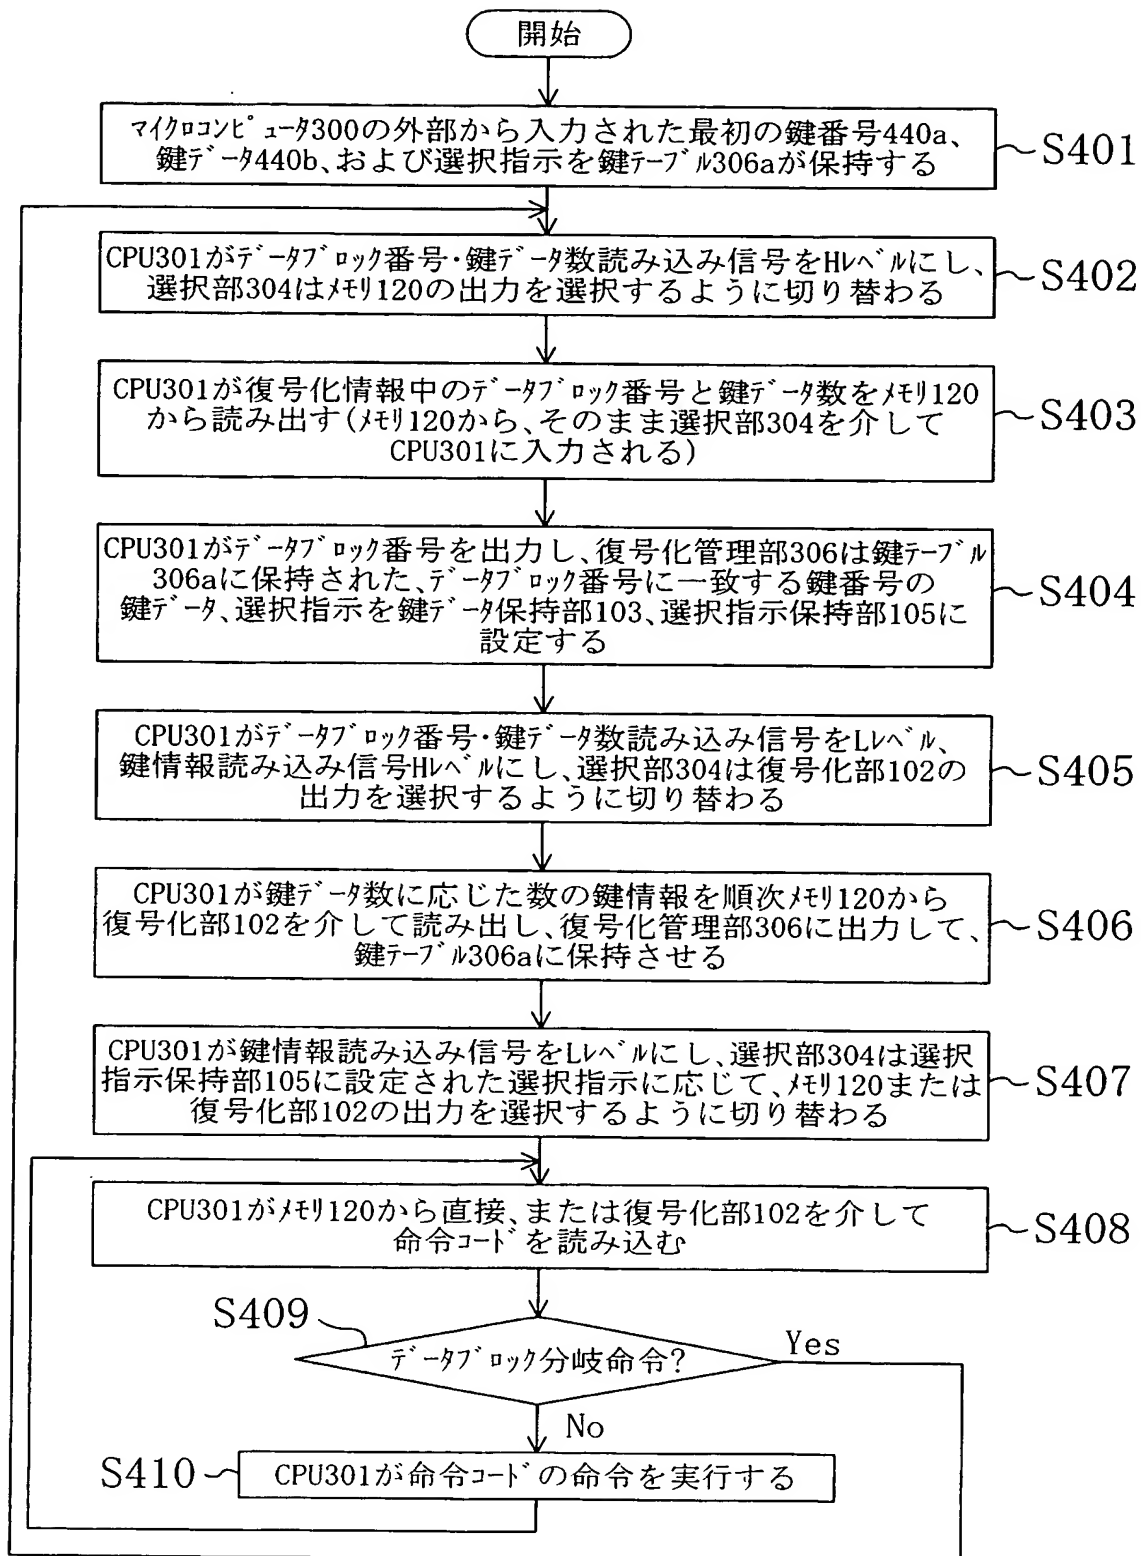 開始
マイクロコンピュータ300の外部から入力された最初の鍵番号440a、
鍵データ440b、および選択指示を鍵テーブル306aが保持する
S401
CPU301がデータブロック番号・鍵データ数読み込み信号をHレベルにし、
選択部304はメモリ120の出力を選択するように切り替わる
S402
CPU301が復号化情報中のデータブロック番号と鍵データ数をメモリ120
から読み出す(メモリ120から、そのまま選択部304を介して
CPU301に入力される)
S403
CPU301がデータブロック番号を出力し、復号化管理部306は鍵テーブル
306aに保持された、データブロック番号に一致する鍵番号の
鍵データ、選択指示を鍵データ保持部103、選択指示保持部105に
設定する
S404
CPU301がデータブロック番号・鍵データ数読み込み信号をLレベル、
鍵情報読み込み信号Hレベルにし、選択部304は復号化部102の
出力を選択するように切り替わる
S405
CPU301が鍵データ数に応じた数の鍵情報を順次メモリ120から
復号化部102を介して読み出し、復号化管理部306に出力して、
鍵テーブル306aに保持させる
S406
CPU301が鍵情報読み込み信号をLレベルにし、選択部304は選択
指示保持部105に設定された選択指示に応じて、メモリ120または
復号化部102の出力を選択するように切り替わる
S407
CPU301がメモリ120から直接、または復号化部102を介して
命令コードを読み込む
S408
S409
データブロック分岐命令?
Yes
No
S410
CPU301が命令コードの命令を実行する